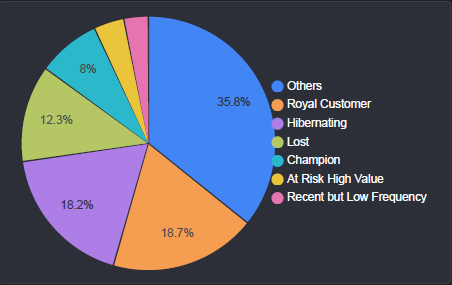 35.8%
18.7%
18.2%
12.3%
8%
Others
Royal Customer
Hibernating
Lost
Champion
At Risk High Value
Recent but Low Frequency